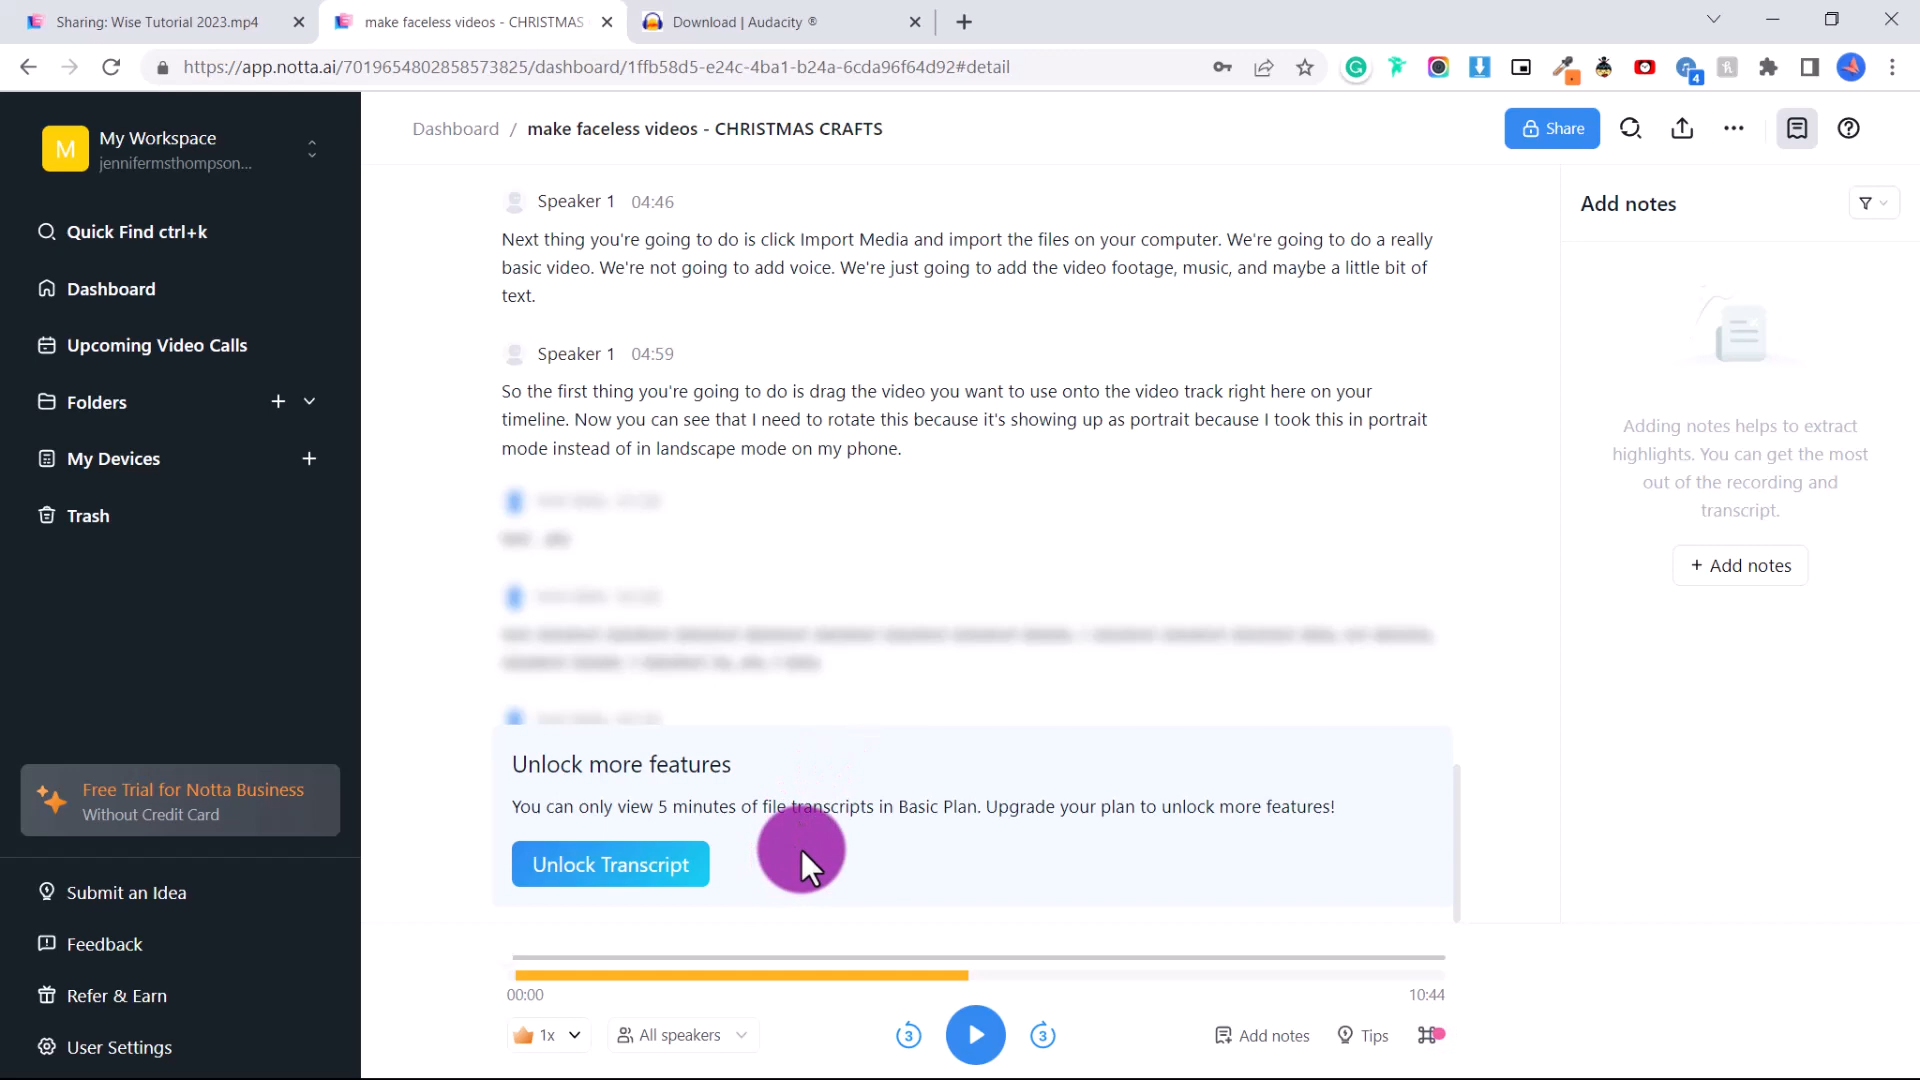 Sharing: Wise Tutorial 2023.mp4
make faceless videos - CHRISTMAS
Download | Audacity ®
https://app.notta.ai/7019654802858573825/dashboard/1ffb58d5-e24c-4ba1-b24a-6cda96f64d92#detail
4
M
My Workspace
jennifermsthompson...
Quick Find ctrl+k
Dashboard
Upcoming Video Calls
Folders
My Devices
Trash
Free Trial for Notta Business
Without Credit Card
Submit an Idea
Feedback
Refer & Earn
User Settings
Dashboard / make faceless videos - CHRISTMAS CRAFTS
Share
Speaker 1 04:46
Next thing you're going to do is click Import Media and import the files on your computer. We're going to do a really
basic video. We're not going to add voice. We're just going to add the video footage, music, and maybe a little bit of
text.
Speaker 1 04:59
So the first thing you're going to do is drag the video you want to use onto the video track right here on your
timeline. Now you can see that I need to rotate this because it's showing up as portrait because I took this in portrait
mode instead of in landscape mode on my phone.
Unlock more features
You can only view 5 minutes of file transcripts in Basic Plan. Upgrade your plan to unlock more features!
Unlock Transcript
00:00
10:44
1x
All speakers
3
3
Add notes
Tips
Add notes
Adding notes helps to extract
highlights. You can get the most
out of the recording and
transcript.
+ Add notes